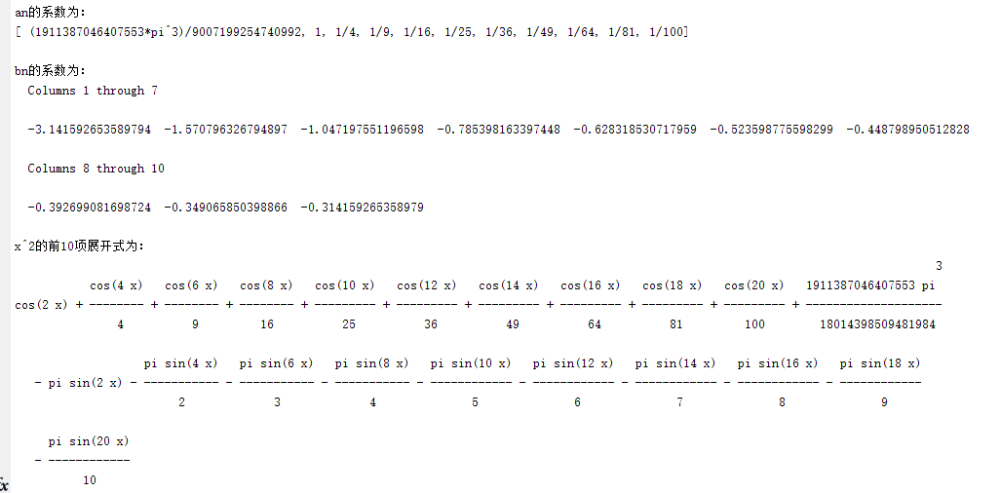 an的系数为:
[ (1911387046407553*pi^3)/9007199254740992, 1, 1/4, 1/9, 1/16, 1/25, 1/36, 1/49, 1/64, 1/81, 1/100]
bn的系数为:
Columns 1 through 7
-3.141592653589794 -1.570796326794897 -1.047197551196598 -0.785398163397448 -0.628318530717959 -0.523598775598299 -0.448798950512828
Columns 8 through 10
-0.392699081698724 -0.349065850398866 -0.314159265358979
x^2的前10项展开式为:
3
cos(4 x) cos(6 x) cos(8 x) cos(10 x) cos(12 x) cos(14 x) cos(16 x) cos(18 x) cos(20 x) 1911387046407553 pi
cos(2 x) + -------- + -------- + -------- + --------- + --------- + --------- + --------- + --------- + --------- + --------------------
4 9 16 25 36 49 64 81 100 18014398509481984
pi sin(4 x) pi sin(6 x) pi sin(8 x) pi sin(10 x) pi sin(12 x) pi sin(14 x) pi sin(16 x) pi sin(18 x)
- pi sin(2 x) - ----------- - ----------- - ----------- - ------------ - ------------ - ------------ - ------------ - ------------
2 3 4 5 6 7 8 9
pi sin(20 x)
- ------------
10
fx